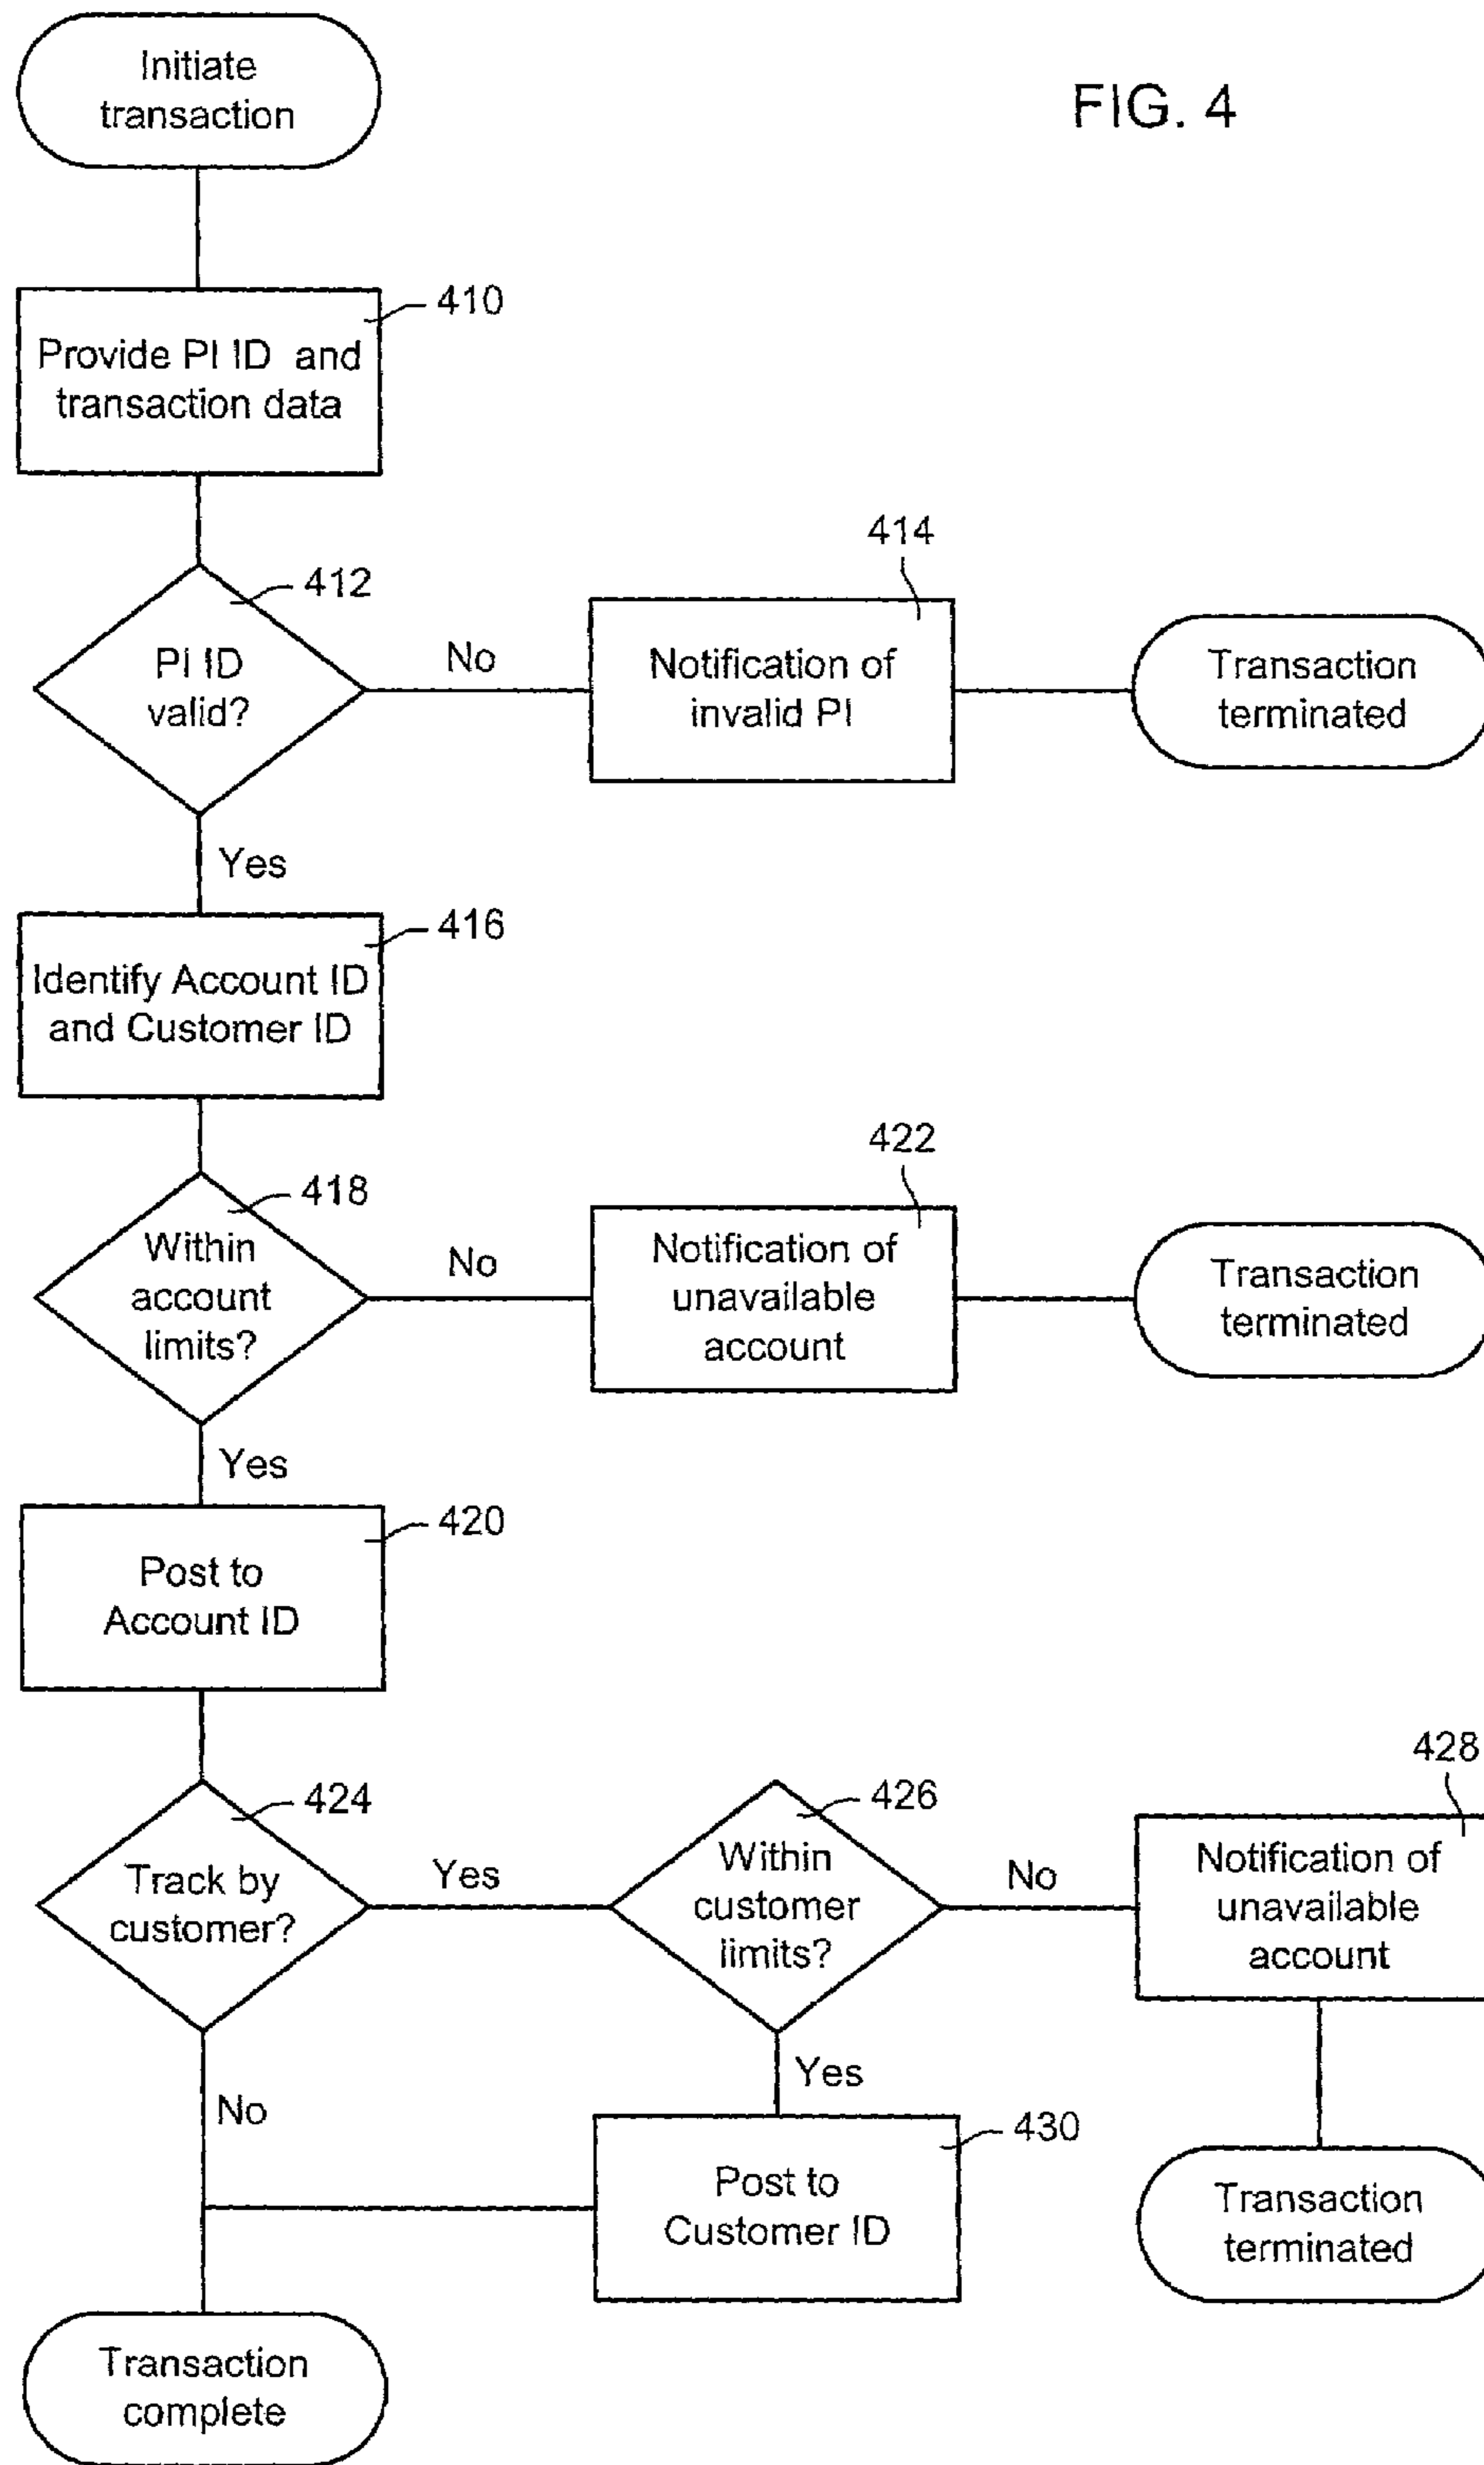 Initiate
transaction
FIG. 4
410
Provide PI ID and
transaction data
412
PI ID
valid?
No
414
Notification of
invalid PI
Transaction
terminated
Yes
416
Identify Account ID
and Customer ID
418
Within
account
limits?
No
422
Notification of
unavailable
account
Transaction
terminated
Yes
420
Post to
Account ID
424
Track by
customer?
Yes
426
Within
customer
limits?
No
428
Notification of
unavailable
account
No
Yes
430
Post to
Customer ID
Transaction
terminated
Transaction
complete